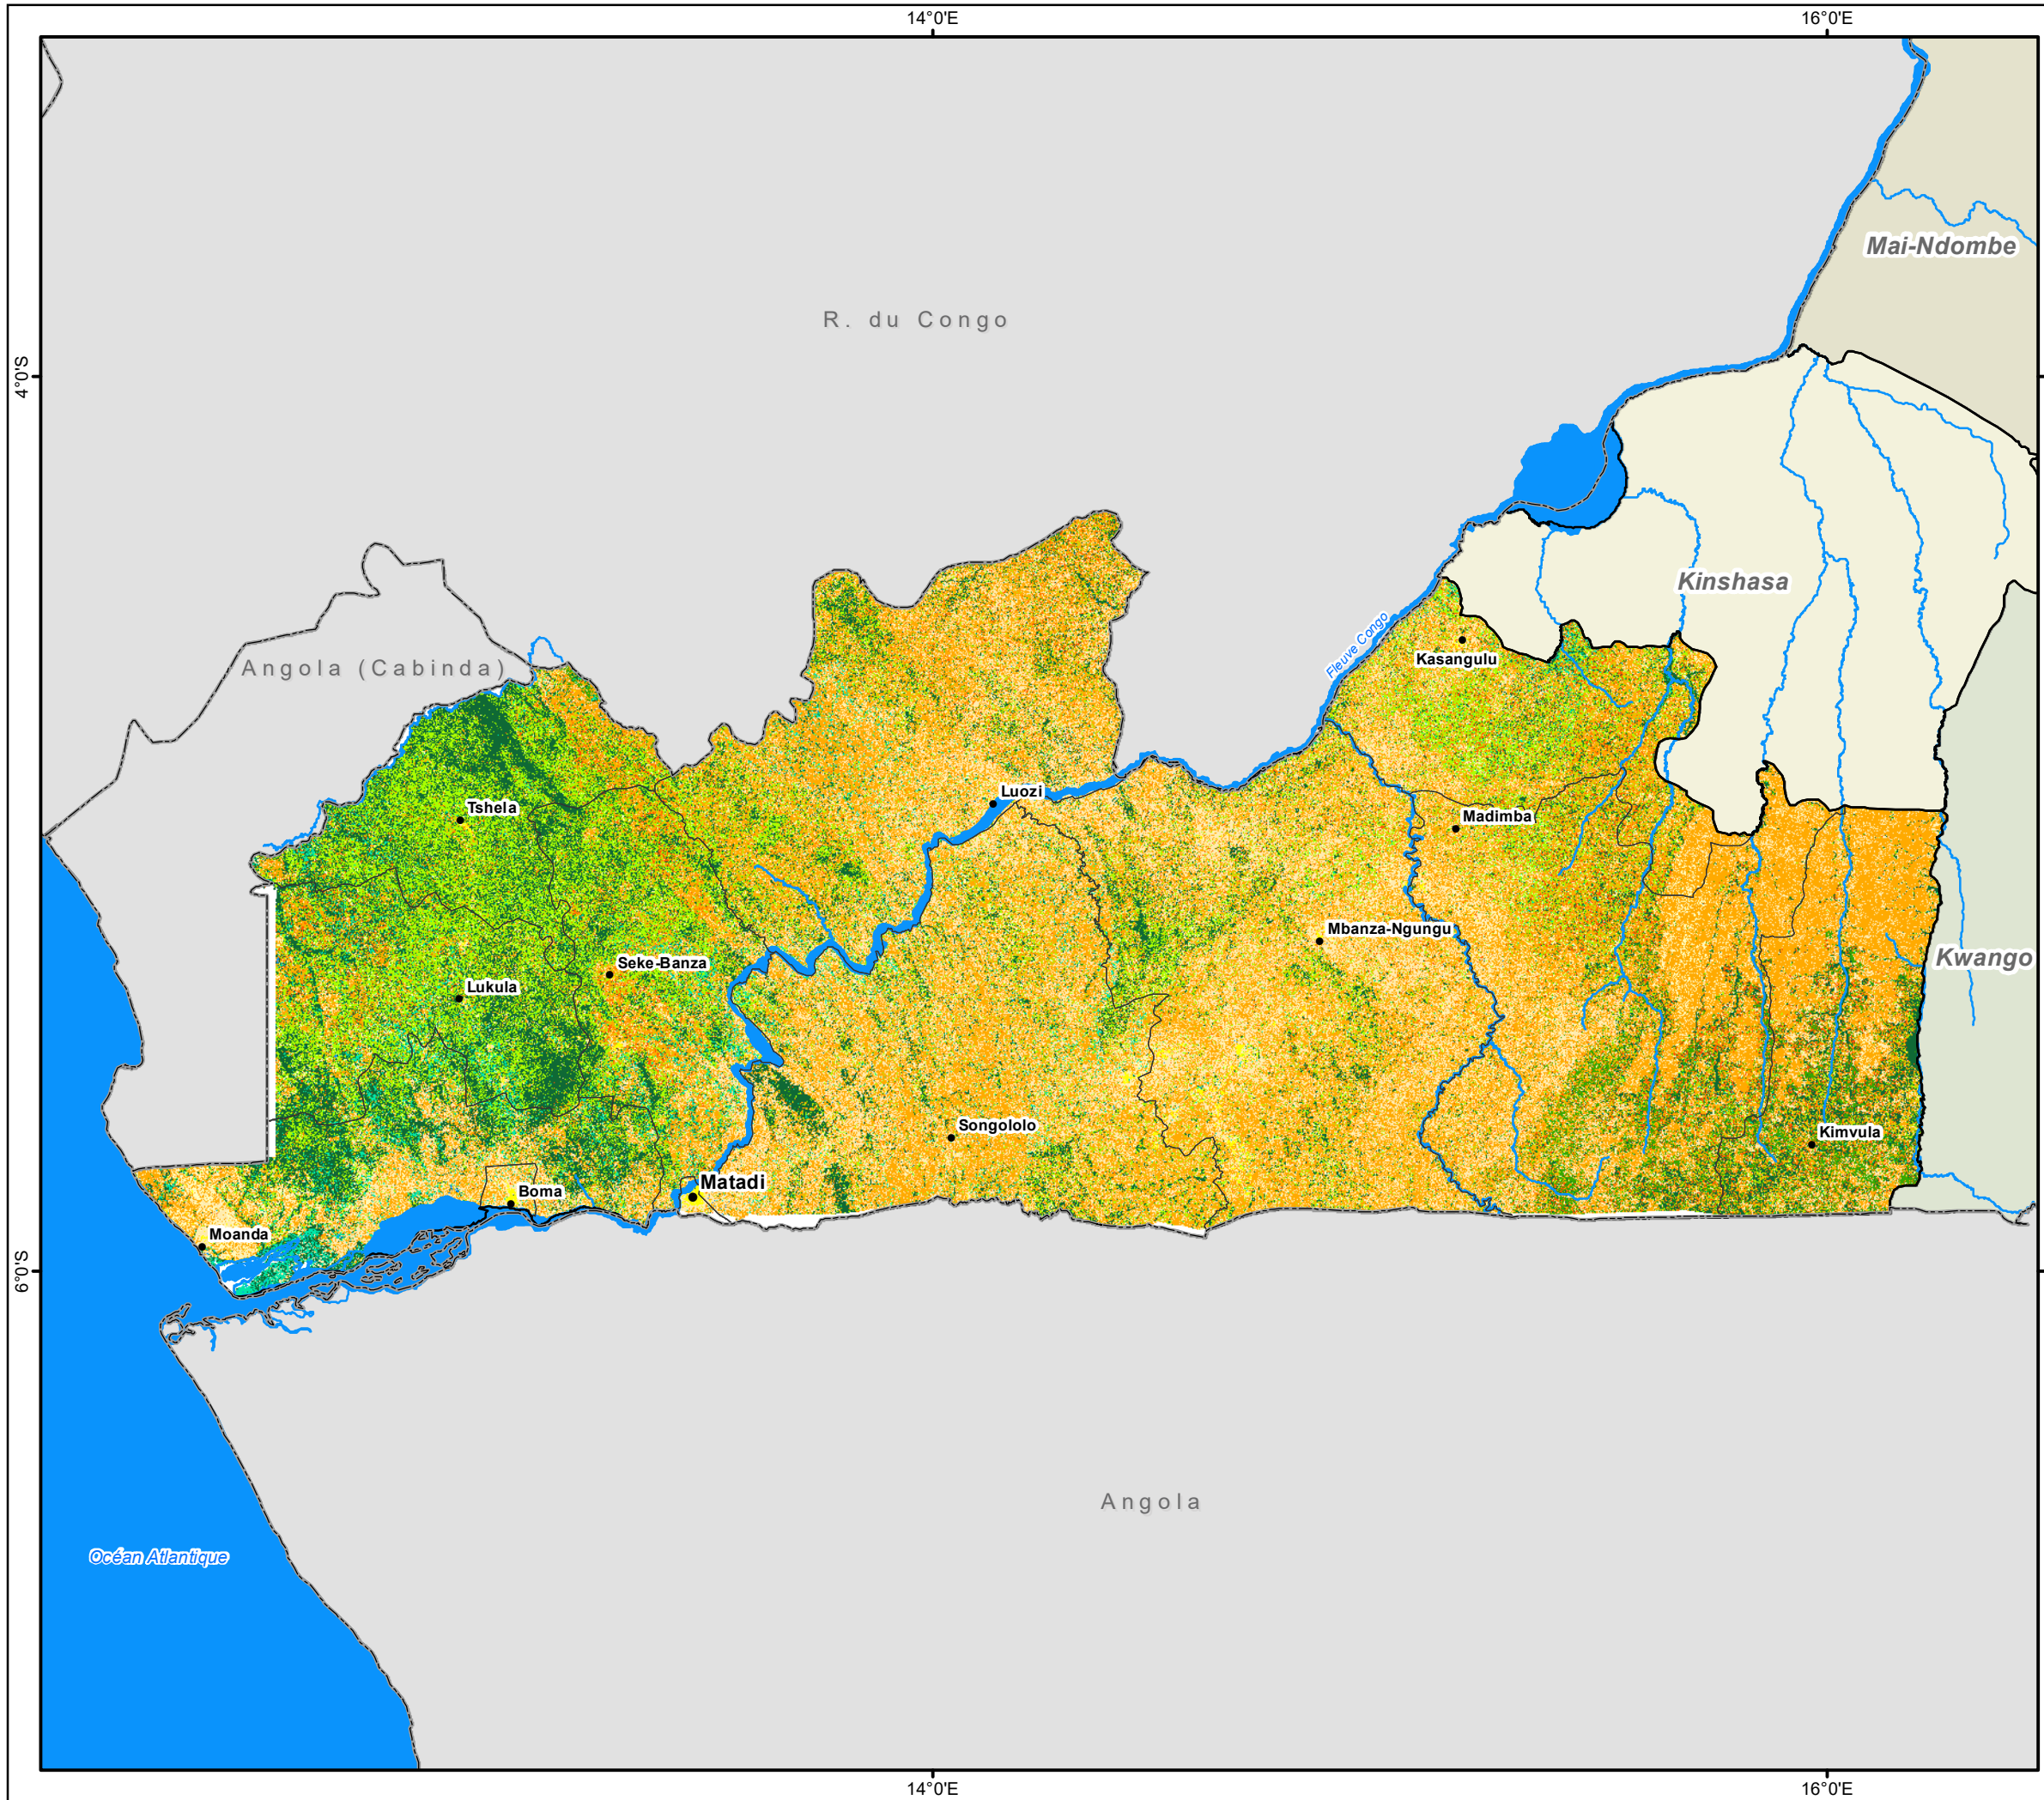 14°0'E
16°0'E
Mai-Ndombe
R. du Congo
4°0'S
Kinshasa
Fleuve Congo
Kasangulu
Angola (Cabinda)
Luozi
Tshela
Madimba
Mbanza-Ngungu
Kwango
Seke-Banza
Lukula
Songololo
Kimvula
Matadi
Boma
Moanda
6°0'S
Angola
Océan Atlantique
14°0'E
16°0'E